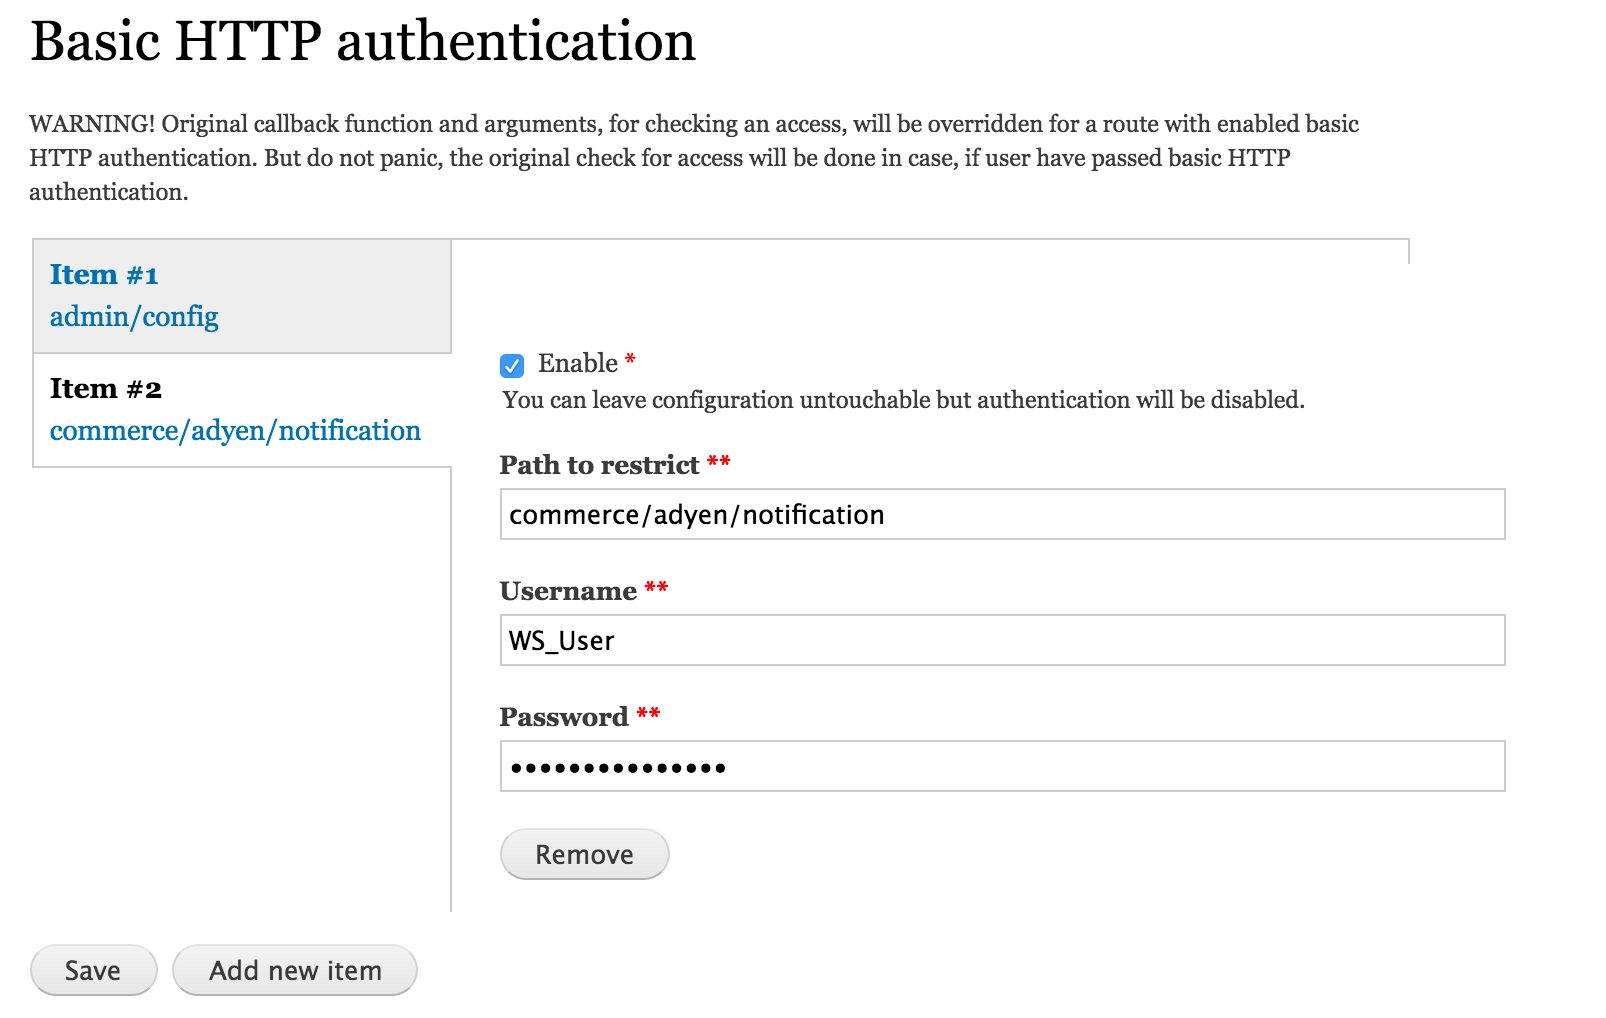 Basic HTTP authentication
WARNING! Original callback function and arguments, for checking an access, will be overridden for a route with enabled basic
HTTP authentication. But do not panic, the original check for access will be done in case, if user have passed basic HTTP
authentication.
Item #1
admin/config
Item #2
commerce/adyen/notification
Enable *
You can leave configuration untouchable but authentication will be disabled.
Path to restrict **
commerce/adyen/notification
Username **
WS_User
Password **
•••••••••••••••
Remove
Save
Add new item